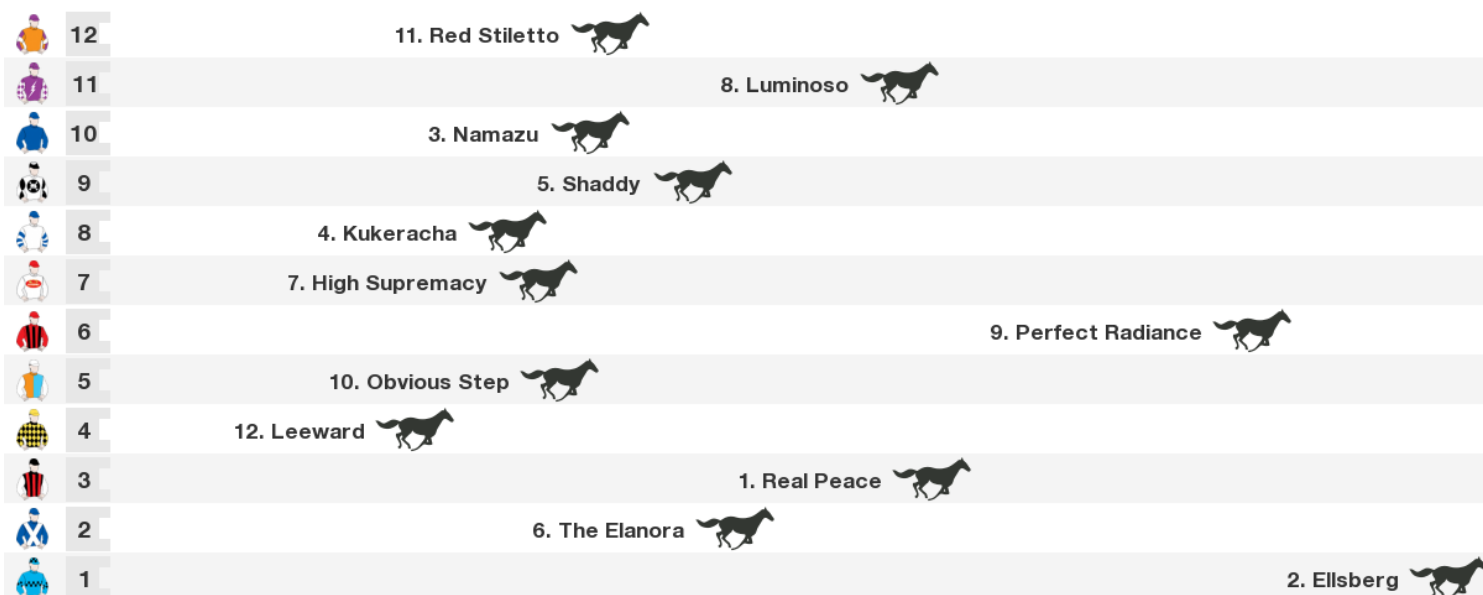 12 11. Red Stiletto
11 8. Luminoso
10 3. Namazu
9 5. Shaddy
8 4. Kukeracha
7 7. High Supremacy
6 9. Perfect Radiance
5 10. Obvious Step
4 12. Leeward
3 1. Real Peace
2 6. The Elanora
1 2. Ellsberg